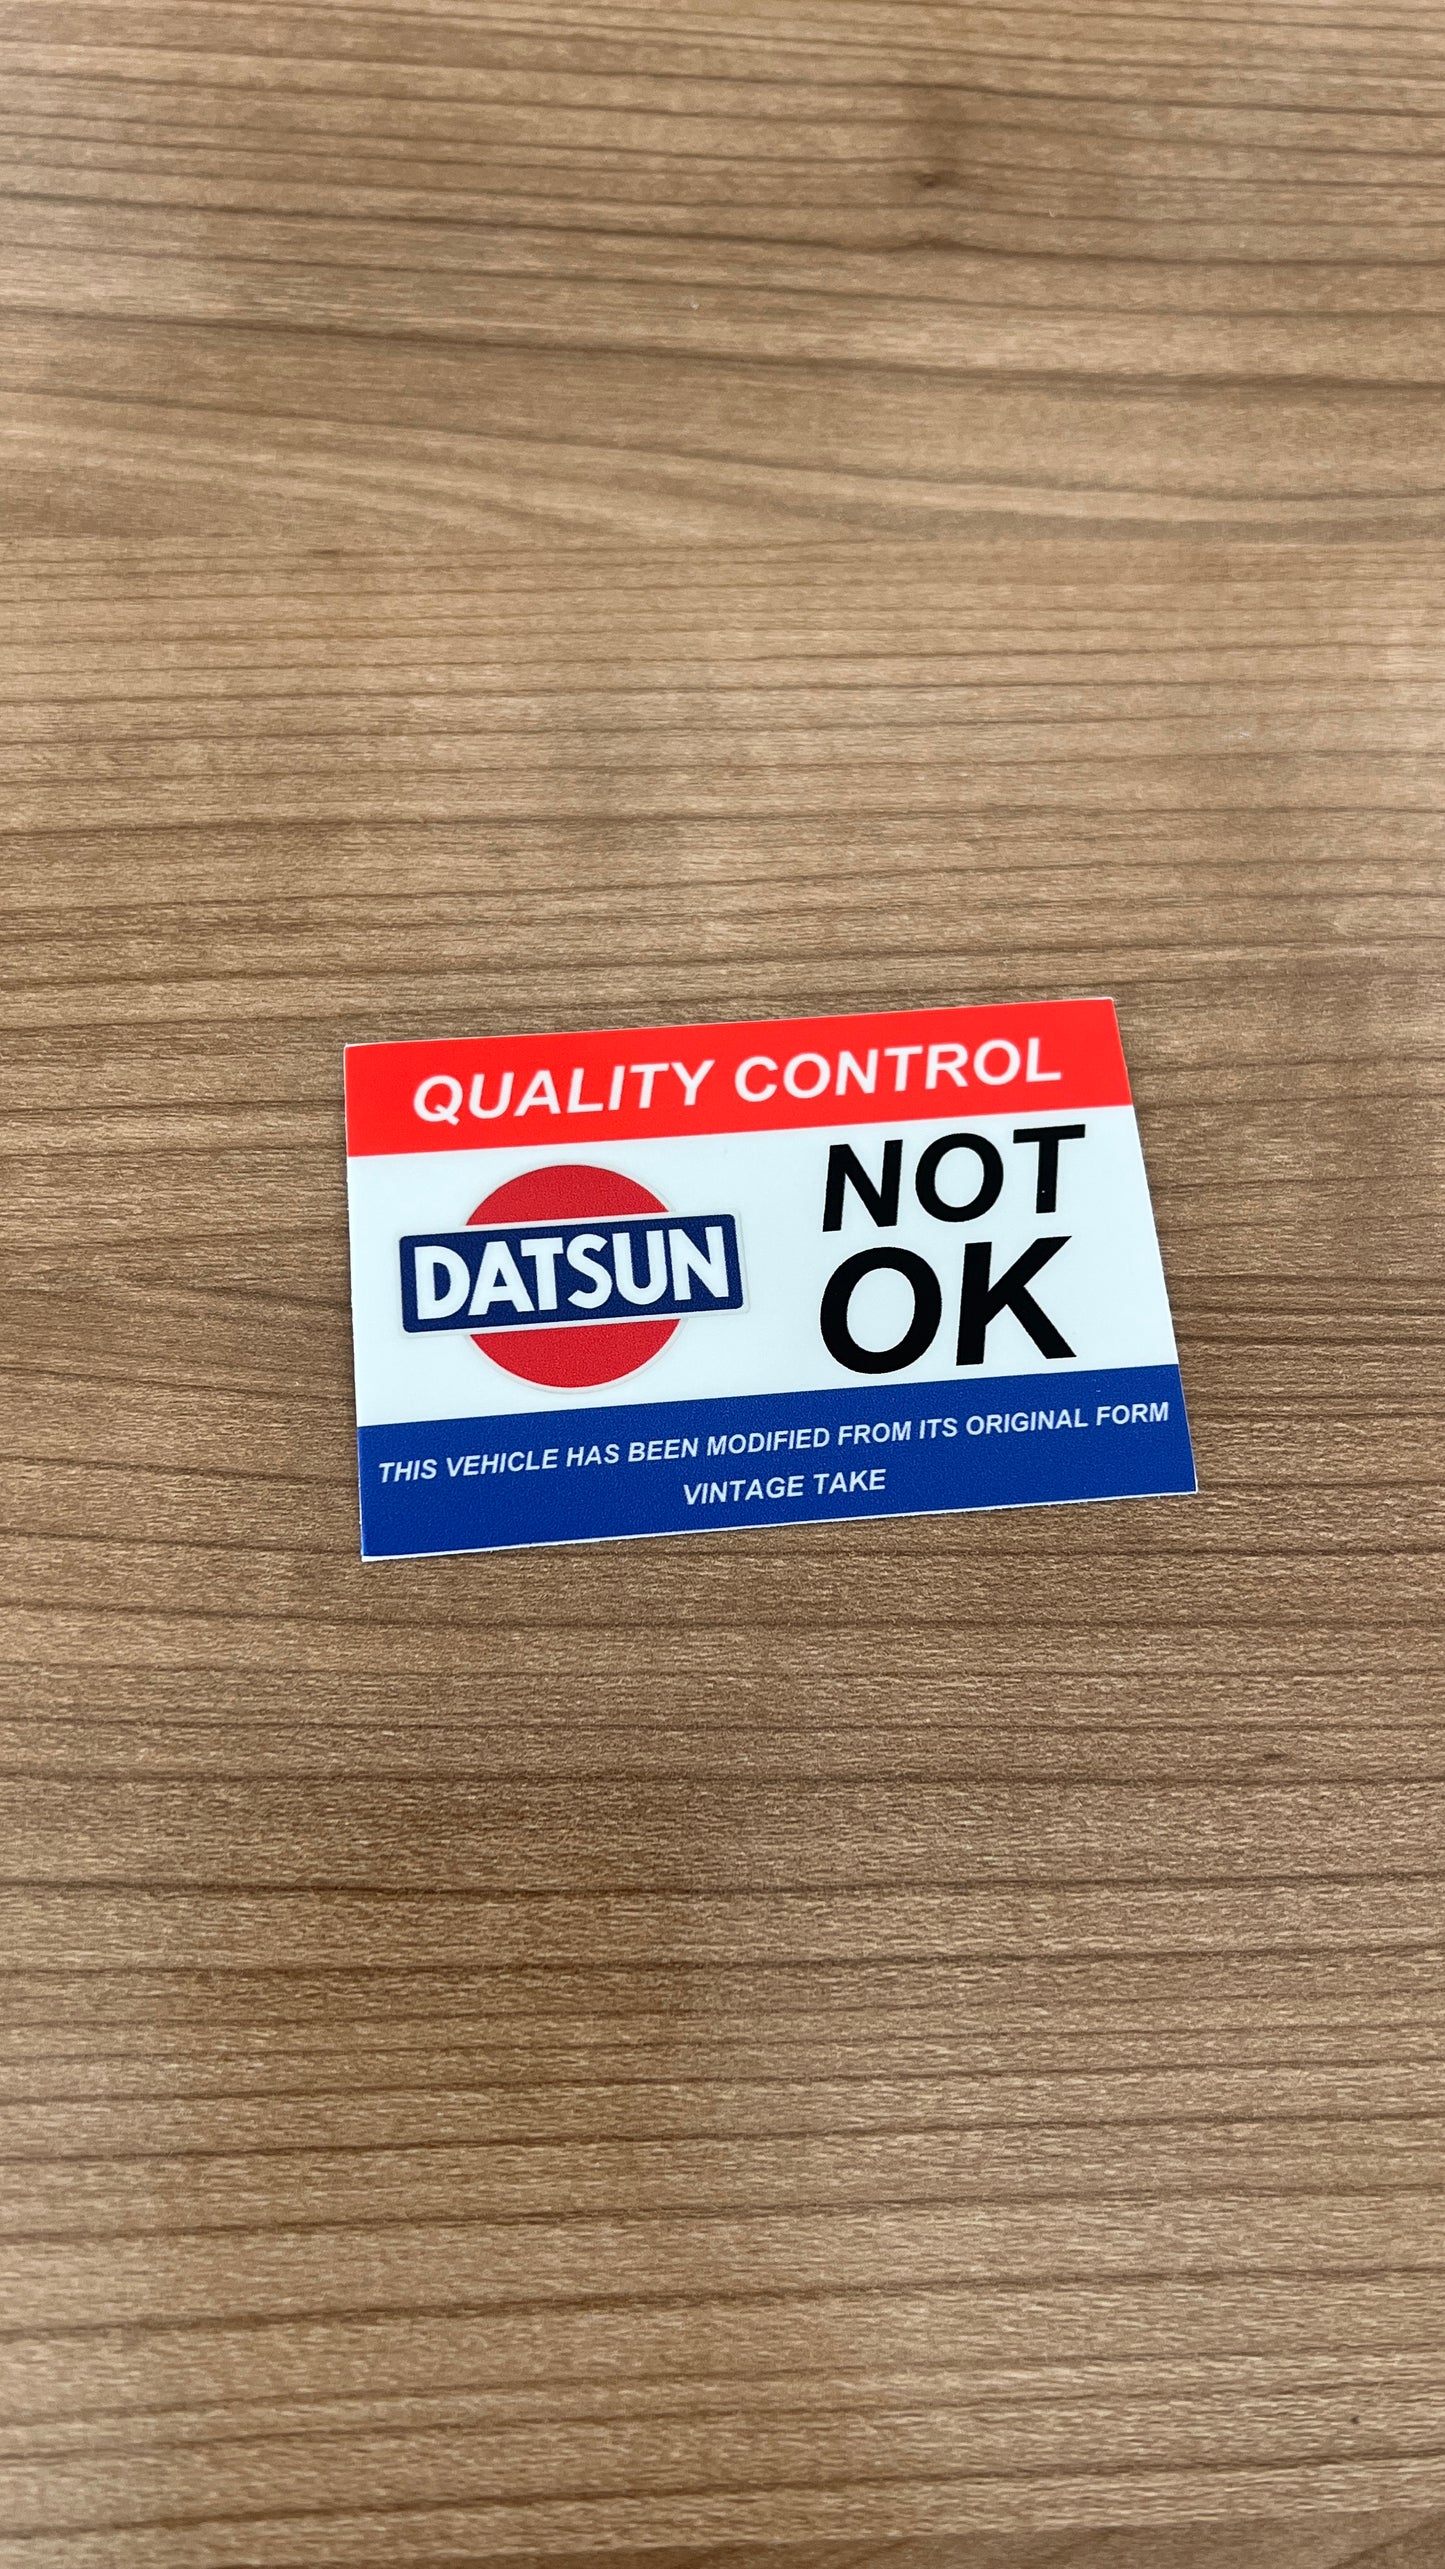 QUALITY CONTROL
DATSUN
NOT
OK
THIS VEHICLE HAS BEEN MODIFIED FROM ITS ORIGINAL FORM
VINTAGE TAKE